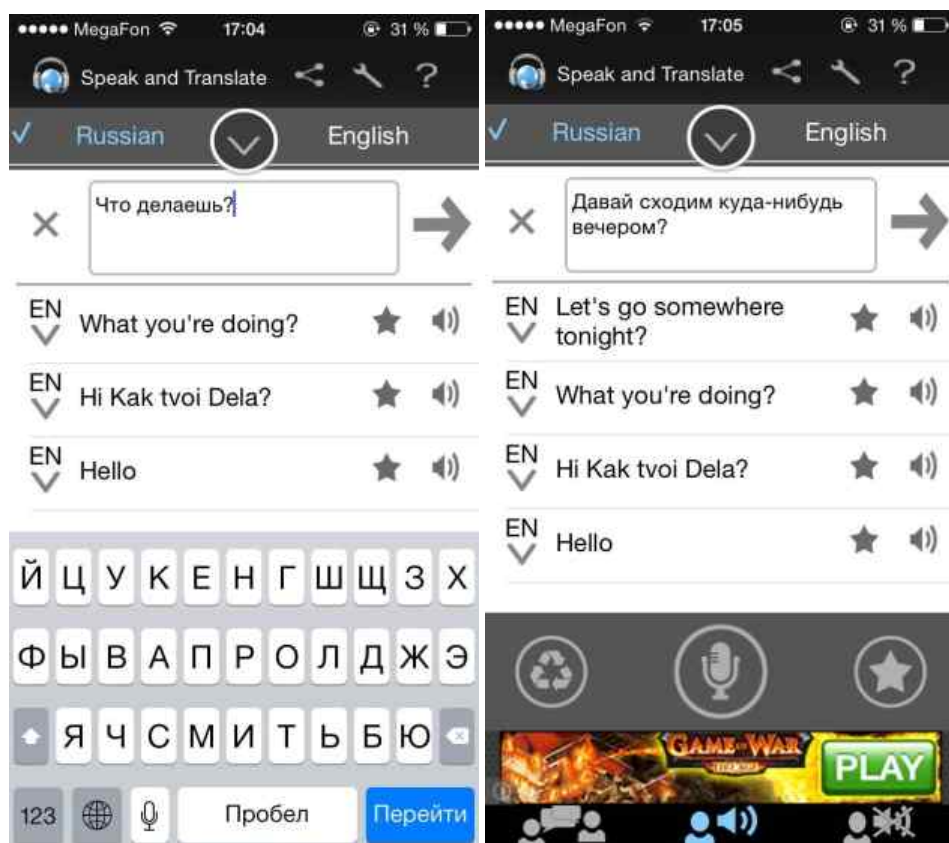 MegaFon 17:04 31 %
Speak and Translate ?
Russian English
Что делаешь?
EN What you're doing?
EN Hi Kak tvoi Dela?
EN Hello
Й Ц У К Е Н Г Ш Щ З Х
Ф Ы В А П Р О Л Д Ж Э
Я Ч С М И Т Ь Б Ю
123 Пробел Перейти
MegaFon 17:05 31 %
Speak and Translate ?
Russian English
Давай сходим куда-нибудь
вечером?
EN Let's go somewhere
tonight?
EN What you're doing?
EN Hi Kak tvoi Dela?
EN Hello
GAME OF WAR
FIRE AGE
PLAY